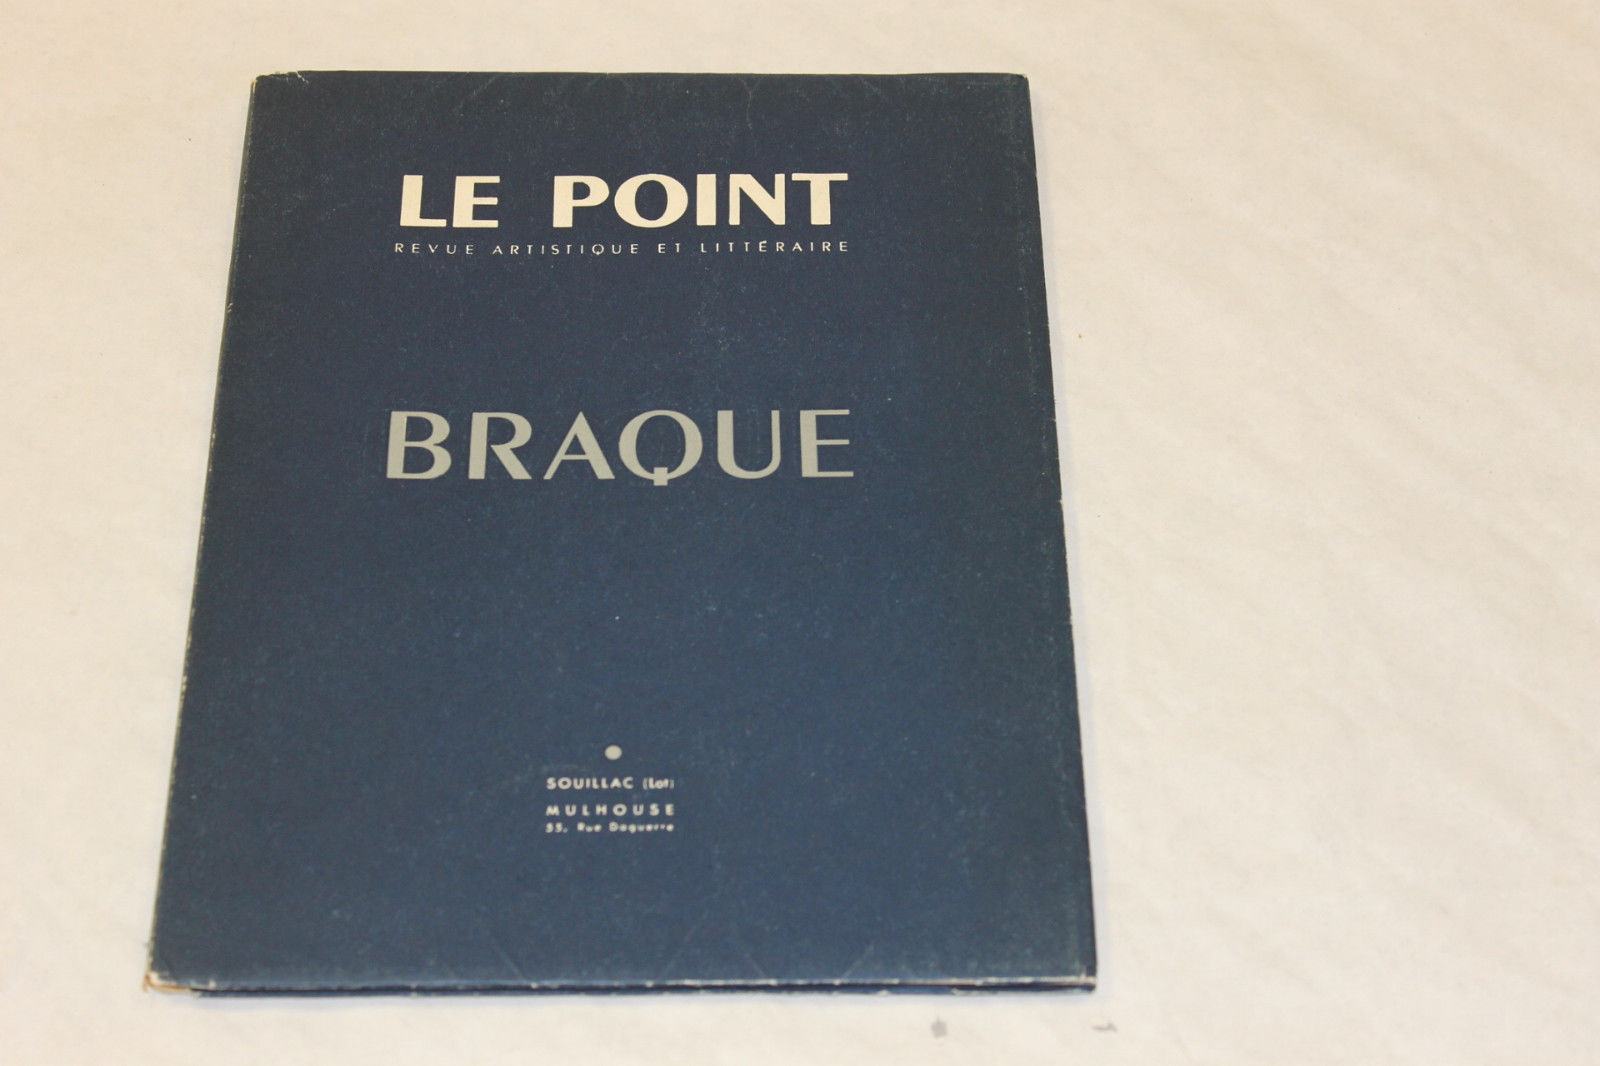 LE POINT
REVUE ARTISTIQUE ET LITTÉRAIRE
BRAQUE
SOUILLAC (Lot)
MULHOUSE
55, Rue Daguerre